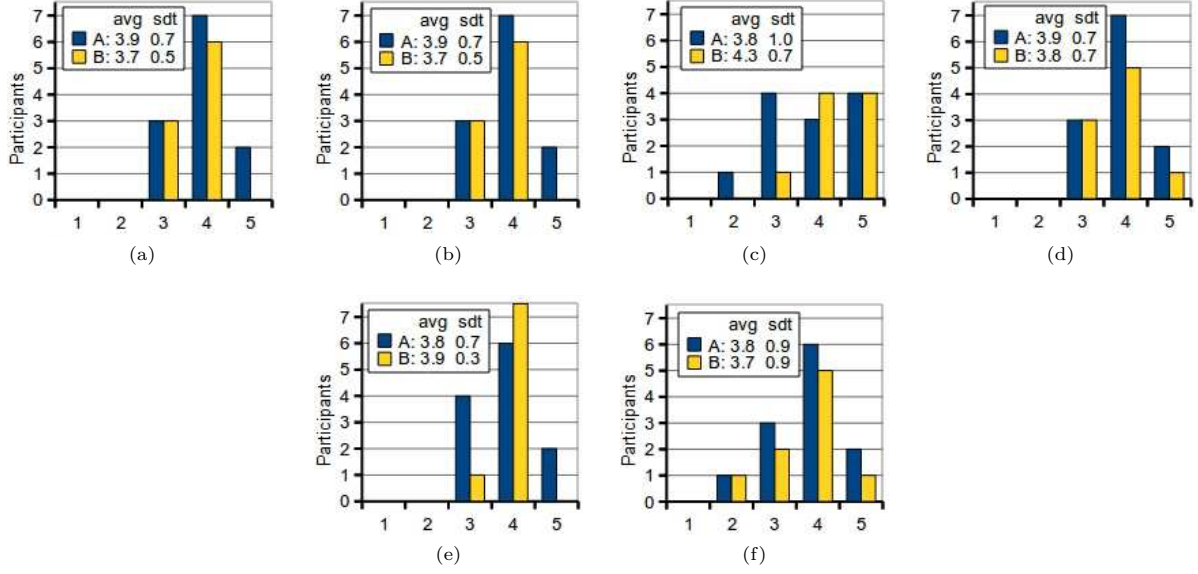 avg sdt
A: 3.9 0.7
B: 3.7 0.5
Participants
7
6
5
4
3
2
1
0
1 2 3 4 5
(a)
avg sdt
A: 3.9 0.7
B: 3.7 0.5
Participants
7
6
5
4
3
2
1
0
1 2 3 4 5
(b)
avg sdt
A: 3.8 1.0
B: 4.3 0.7
Participants
7
6
5
4
3
2
1
0
1 2 3 4 5
(c)
avg sdt
A: 3.9 0.7
B: 3.8 0.7
Participants
7
6
5
4
3
2
1
0
1 2 3 4 5
(d)
avg sdt
A: 3.8 0.7
B: 3.9 0.3
Participants
7
6
5
4
3
2
1
0
1 2 3 4 5
(e)
avg sdt
A: 3.8 0.9
B: 3.7 0.9
Participants
7
6
5
4
3
2
1
0
1 2 3 4 5
(f)